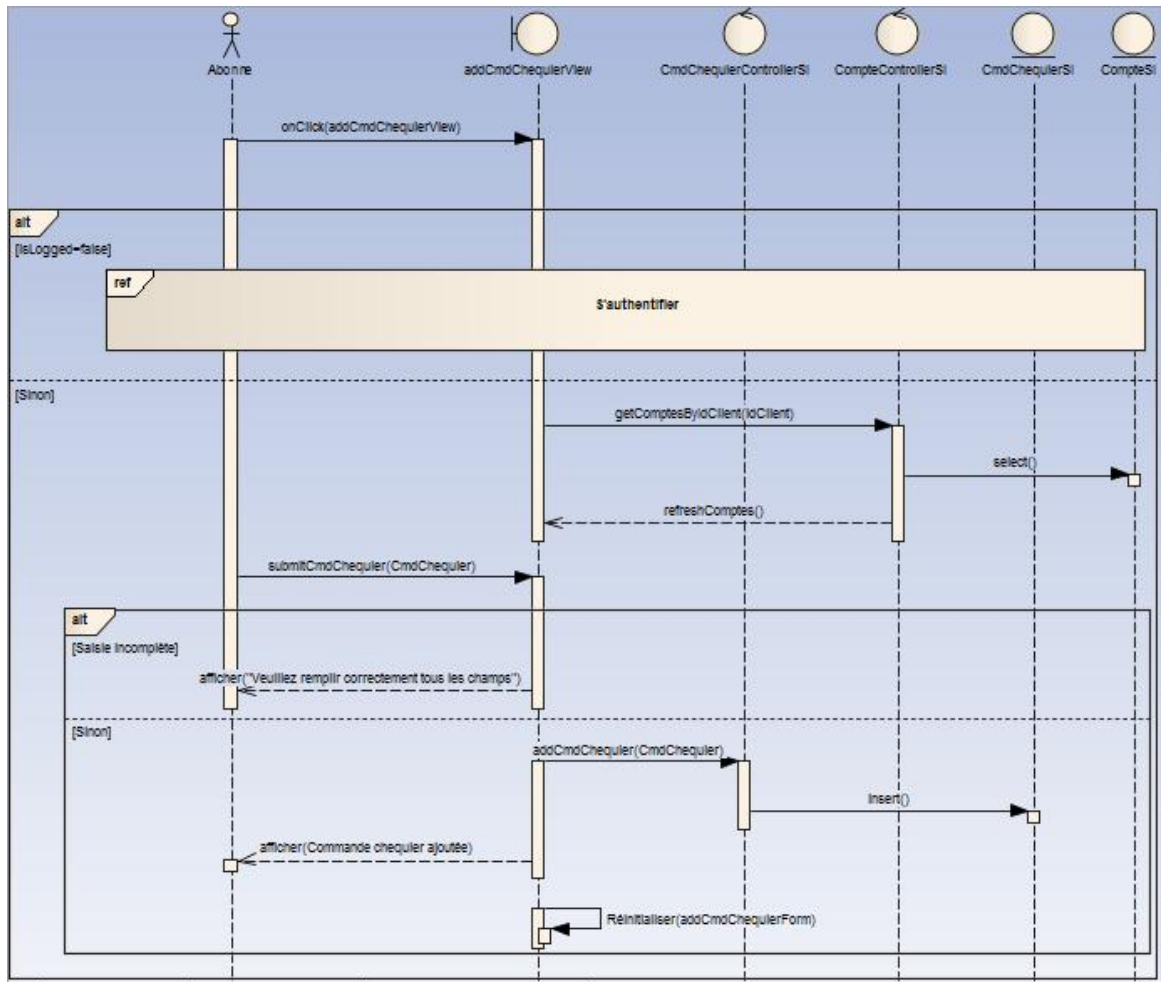 Abonne
addCmdChequierView
CmdChequierControllerSI
CompteControllerSI
CmdChequierSI
CompteSI
onClick(addCmdChequierView)
alt
[isLogged=false]
ref
S'authentifier
[Sinon]
getComptesByIdClient(idClient)
select()
refreshComptes()
submitCmdChequier(CmdChequier)
alt
[Saisie incomplète]
afficher("Veuillez remplir correctement tous les champs")
[Sinon]
addCmdChequier(CmdChequier)
insert()
afficher(Commande chequier ajoutée)
Réinitialiser(addCmdChequierForm)